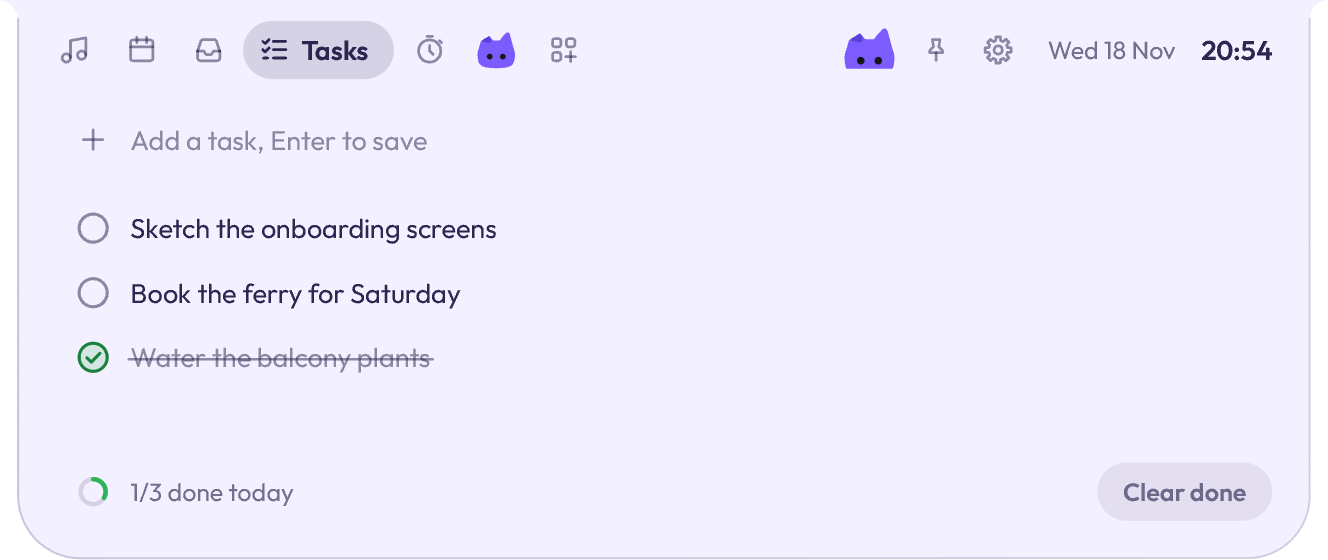 Tasks
Wed 18 Nov 20:54
Add a task, Enter to save
Sketch the onboarding screens
Book the ferry for Saturday
Water the balcony plants
1/3 done today
Clear done